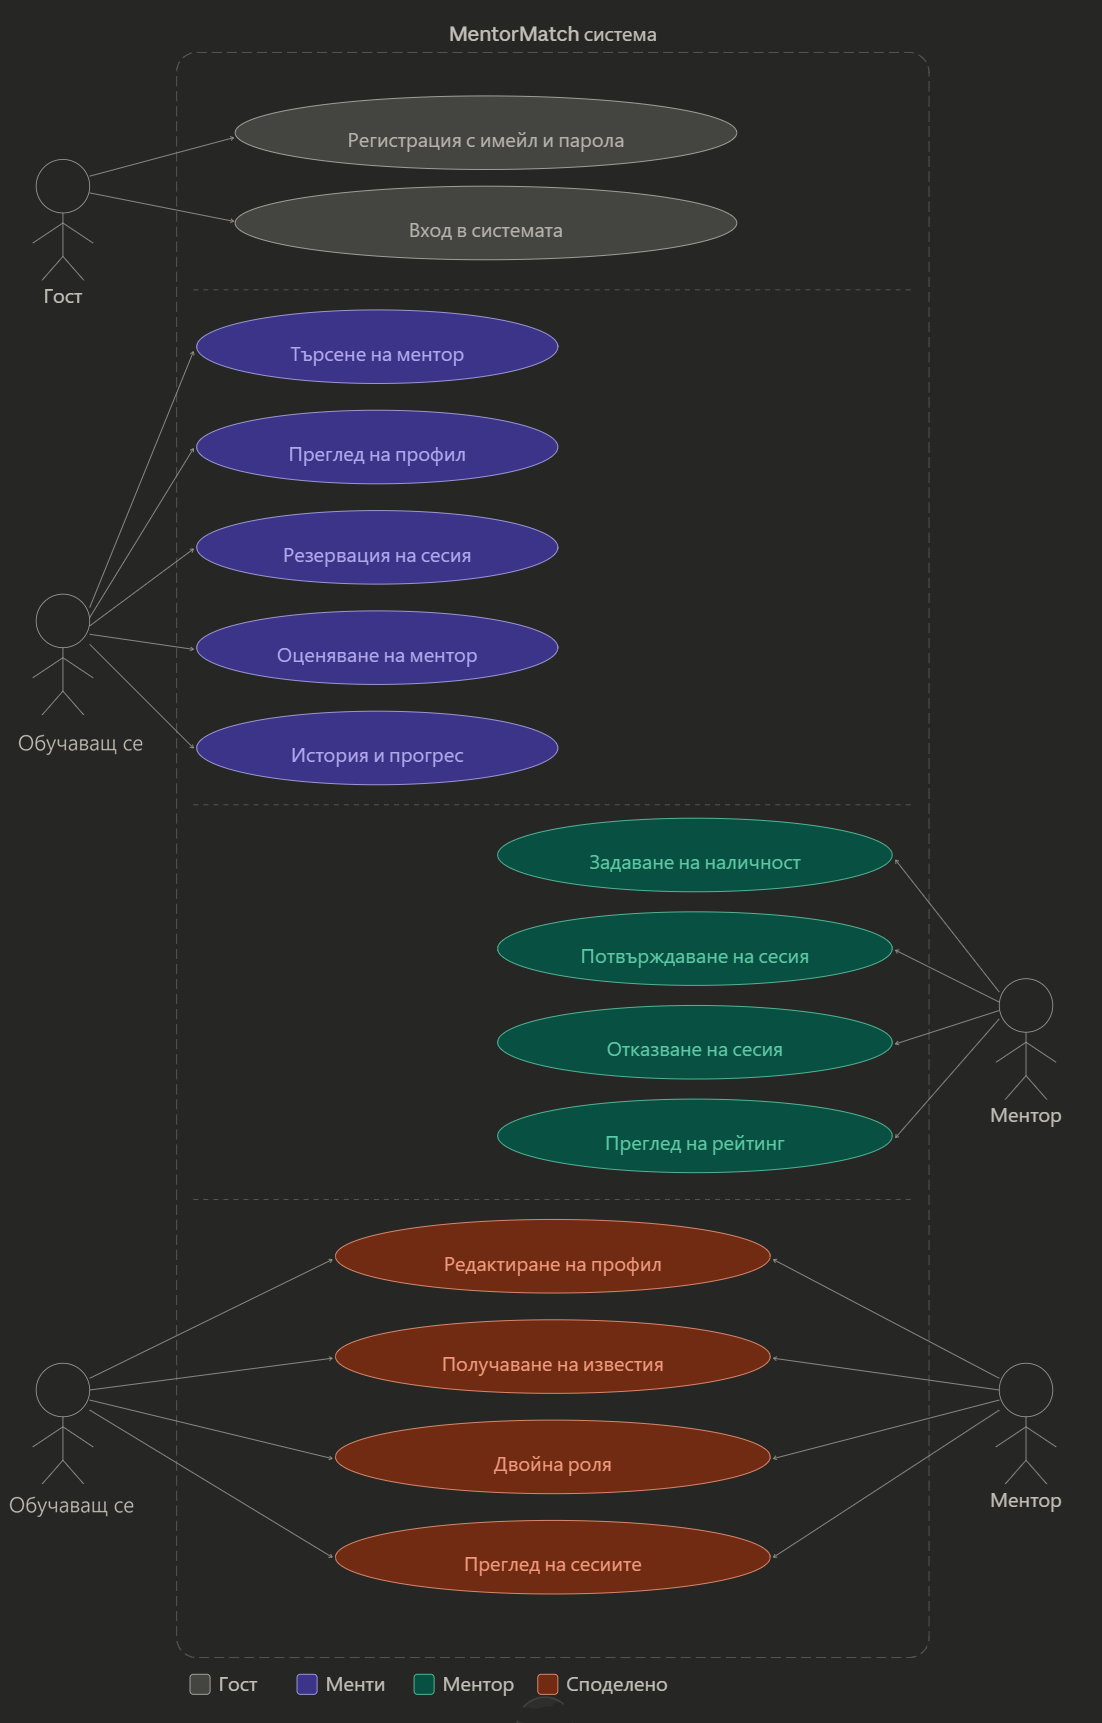 MentorMatch система
Регистрация с имейл и парола
Вход в системата
Гост
Търсене на ментор
Преглед на профил
Резервация на сесия
Оценяване на ментор
Обучаващ се
История и прогрес
Задаване на наличност
Потвърждаване на сесия
Отказване на сесия
Ментор
Преглед на рейтинг
Редактиране на профил
Получаване на известия
Двойна роля
Обучаващ се
Ментор
Преглед на сесиите
Гост Менти Ментор Споделено